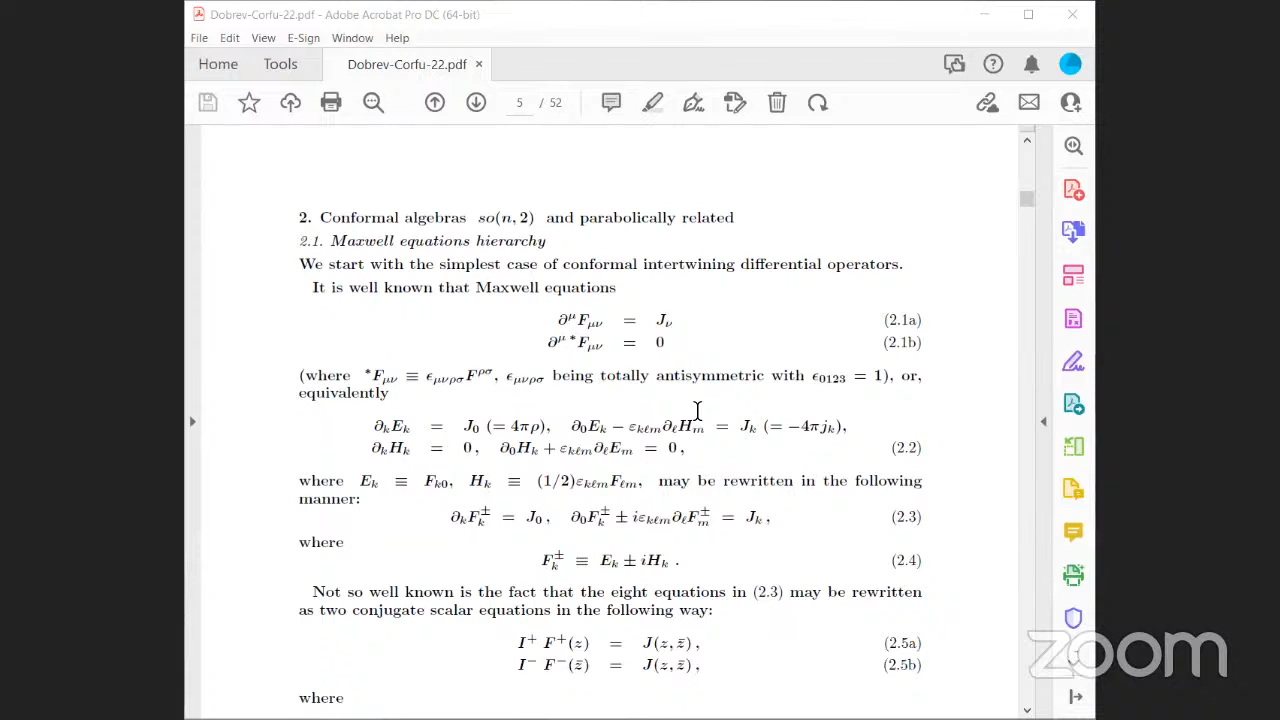 Dobrev-Corfu-22.pdf - Adobe Acrobat Pro DC (64-bit)
File Edit View E-Sign Window Help
Home Tools Dobrev-Corfu-22.pdf ×
5 / 52
2. Conformal algebras so(n, 2) and parabolically related
2.1. Maxwell equations hierarchy
We start with the simplest case of conformal intertwining differential operators.
It is well known that Maxwell equations
∂^μ F_μν = J_ν (2.1a)
∂^μ *F_μν = 0 (2.1b)
(where *F_μν ≡ ϵ_μνρσ F^ρσ, ϵ_μνρσ being totally antisymmetric with ϵ_0123 = 1), or,
equivalently
∂_k E_k = J_0 (= 4πρ), ∂_0 E_k − ε_kℓm ∂_ℓ H_m = J_k (= −4πj_k),
∂_k H_k = 0 , ∂_0 H_k + ε_kℓm ∂_ℓ E_m = 0 , (2.2)
where E_k ≡ F_k0, H_k ≡ (1/2)ε_kℓm F_ℓm, may be rewritten in the following
manner:
∂_k F_k^± = J_0 , ∂_0 F_k^± ± iε_kℓm ∂_ℓ F_m^± = J_k , (2.3)
where
F_k^± ≡ E_k ± iH_k . (2.4)
Not so well known is the fact that the eight equations in (2.3) may be rewritten
as two conjugate scalar equations in the following way:
I^+ F^+(z) = J(z, z̄) , (2.5a)
I^− F^−(z̄) = J(z, z̄) , (2.5b)
where
zoom